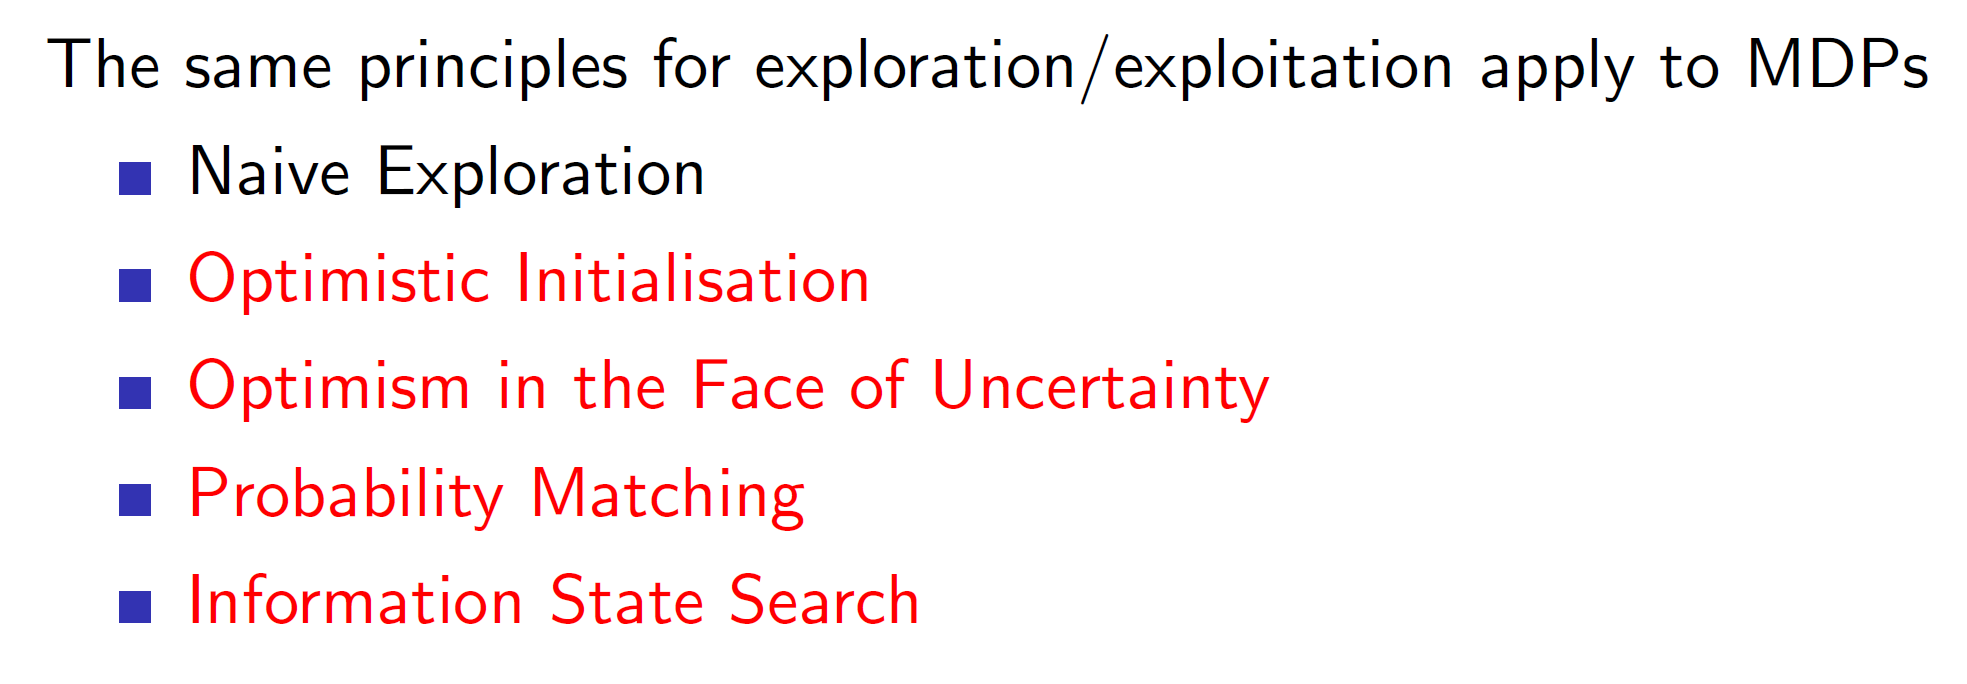 The same principles for exploration/exploitation apply to MDPs
Naive Exploration
Optimistic Initialisation
Optimism in the Face of Uncertainty
Probability Matching
Information State Search